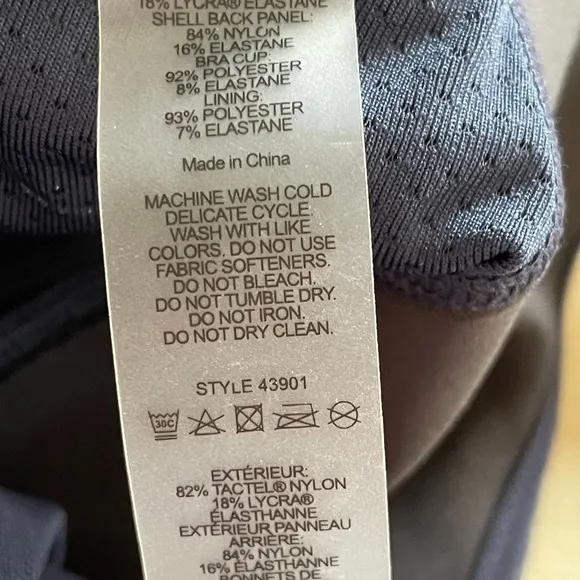 18% LYCRA® ELASTANE
SHELL BACK PANEL:
84% NYLON
16% ELASTANE
BRA CUP:
92% POLYESTER
8% ELASTANE
LINING:
93% POLYESTER
7% ELASTANE
Made in China
MACHINE WASH COLD
DELICATE CYCLE.
WASH WITH LIKE
COLORS. DO NOT USE
FABRIC SOFTENERS.
DO NOT BLEACH.
DO NOT TUMBLE DRY.
DO NOT IRON.
DO NOT DRY CLEAN.
STYLE 43901
30C
EXTÉRIEUR:
82% TACTEL® NYLON
18% LYCRA®
ÉLASTHANNE
EXTÉRIEUR PANNEAU
ARRIÈRE:
84% NYLON
16% ÉLASTHANNE
BONNETS DE